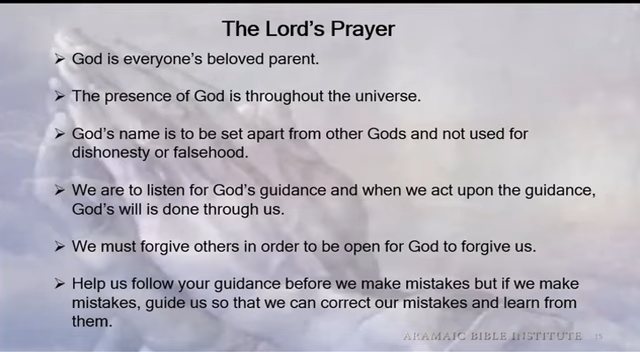 The Lord's Prayer
➢ God is everyone's beloved parent.
➢ The presence of God is throughout the universe.
➢ God's name is to be set apart from other Gods and not used for
dishonesty or falsehood.
➢ We are to listen for God's guidance and when we act upon the guidance,
God's will is done through us.
➢ We must forgive others in order to be open for God to forgive us.
➢ Help us follow your guidance before we make mistakes but if we make
mistakes, guide us so that we can correct our mistakes and learn from
them.
ARAMAIC BIBLE INSTITUTE